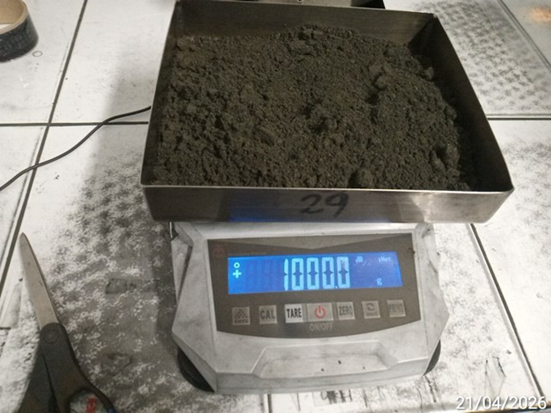 29
1000.0
CAL
TARE
ZERO
ON/OFF
21/04/2026